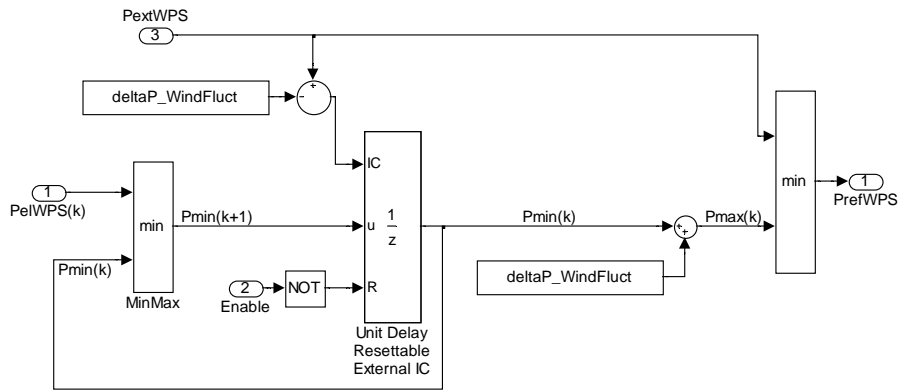 PextWPS
3
+
deltaP_WindFluct
−
IC
1
PelWPS(k)
min
Pmin(k+1)
u
1
z
Pmin(k)
+
+
Pmax(k)
min
1
PrefWPS
Pmin(k)
MinMax
2
Enable
NOT
R
deltaP_WindFluct
Unit Delay
Resettable
External IC